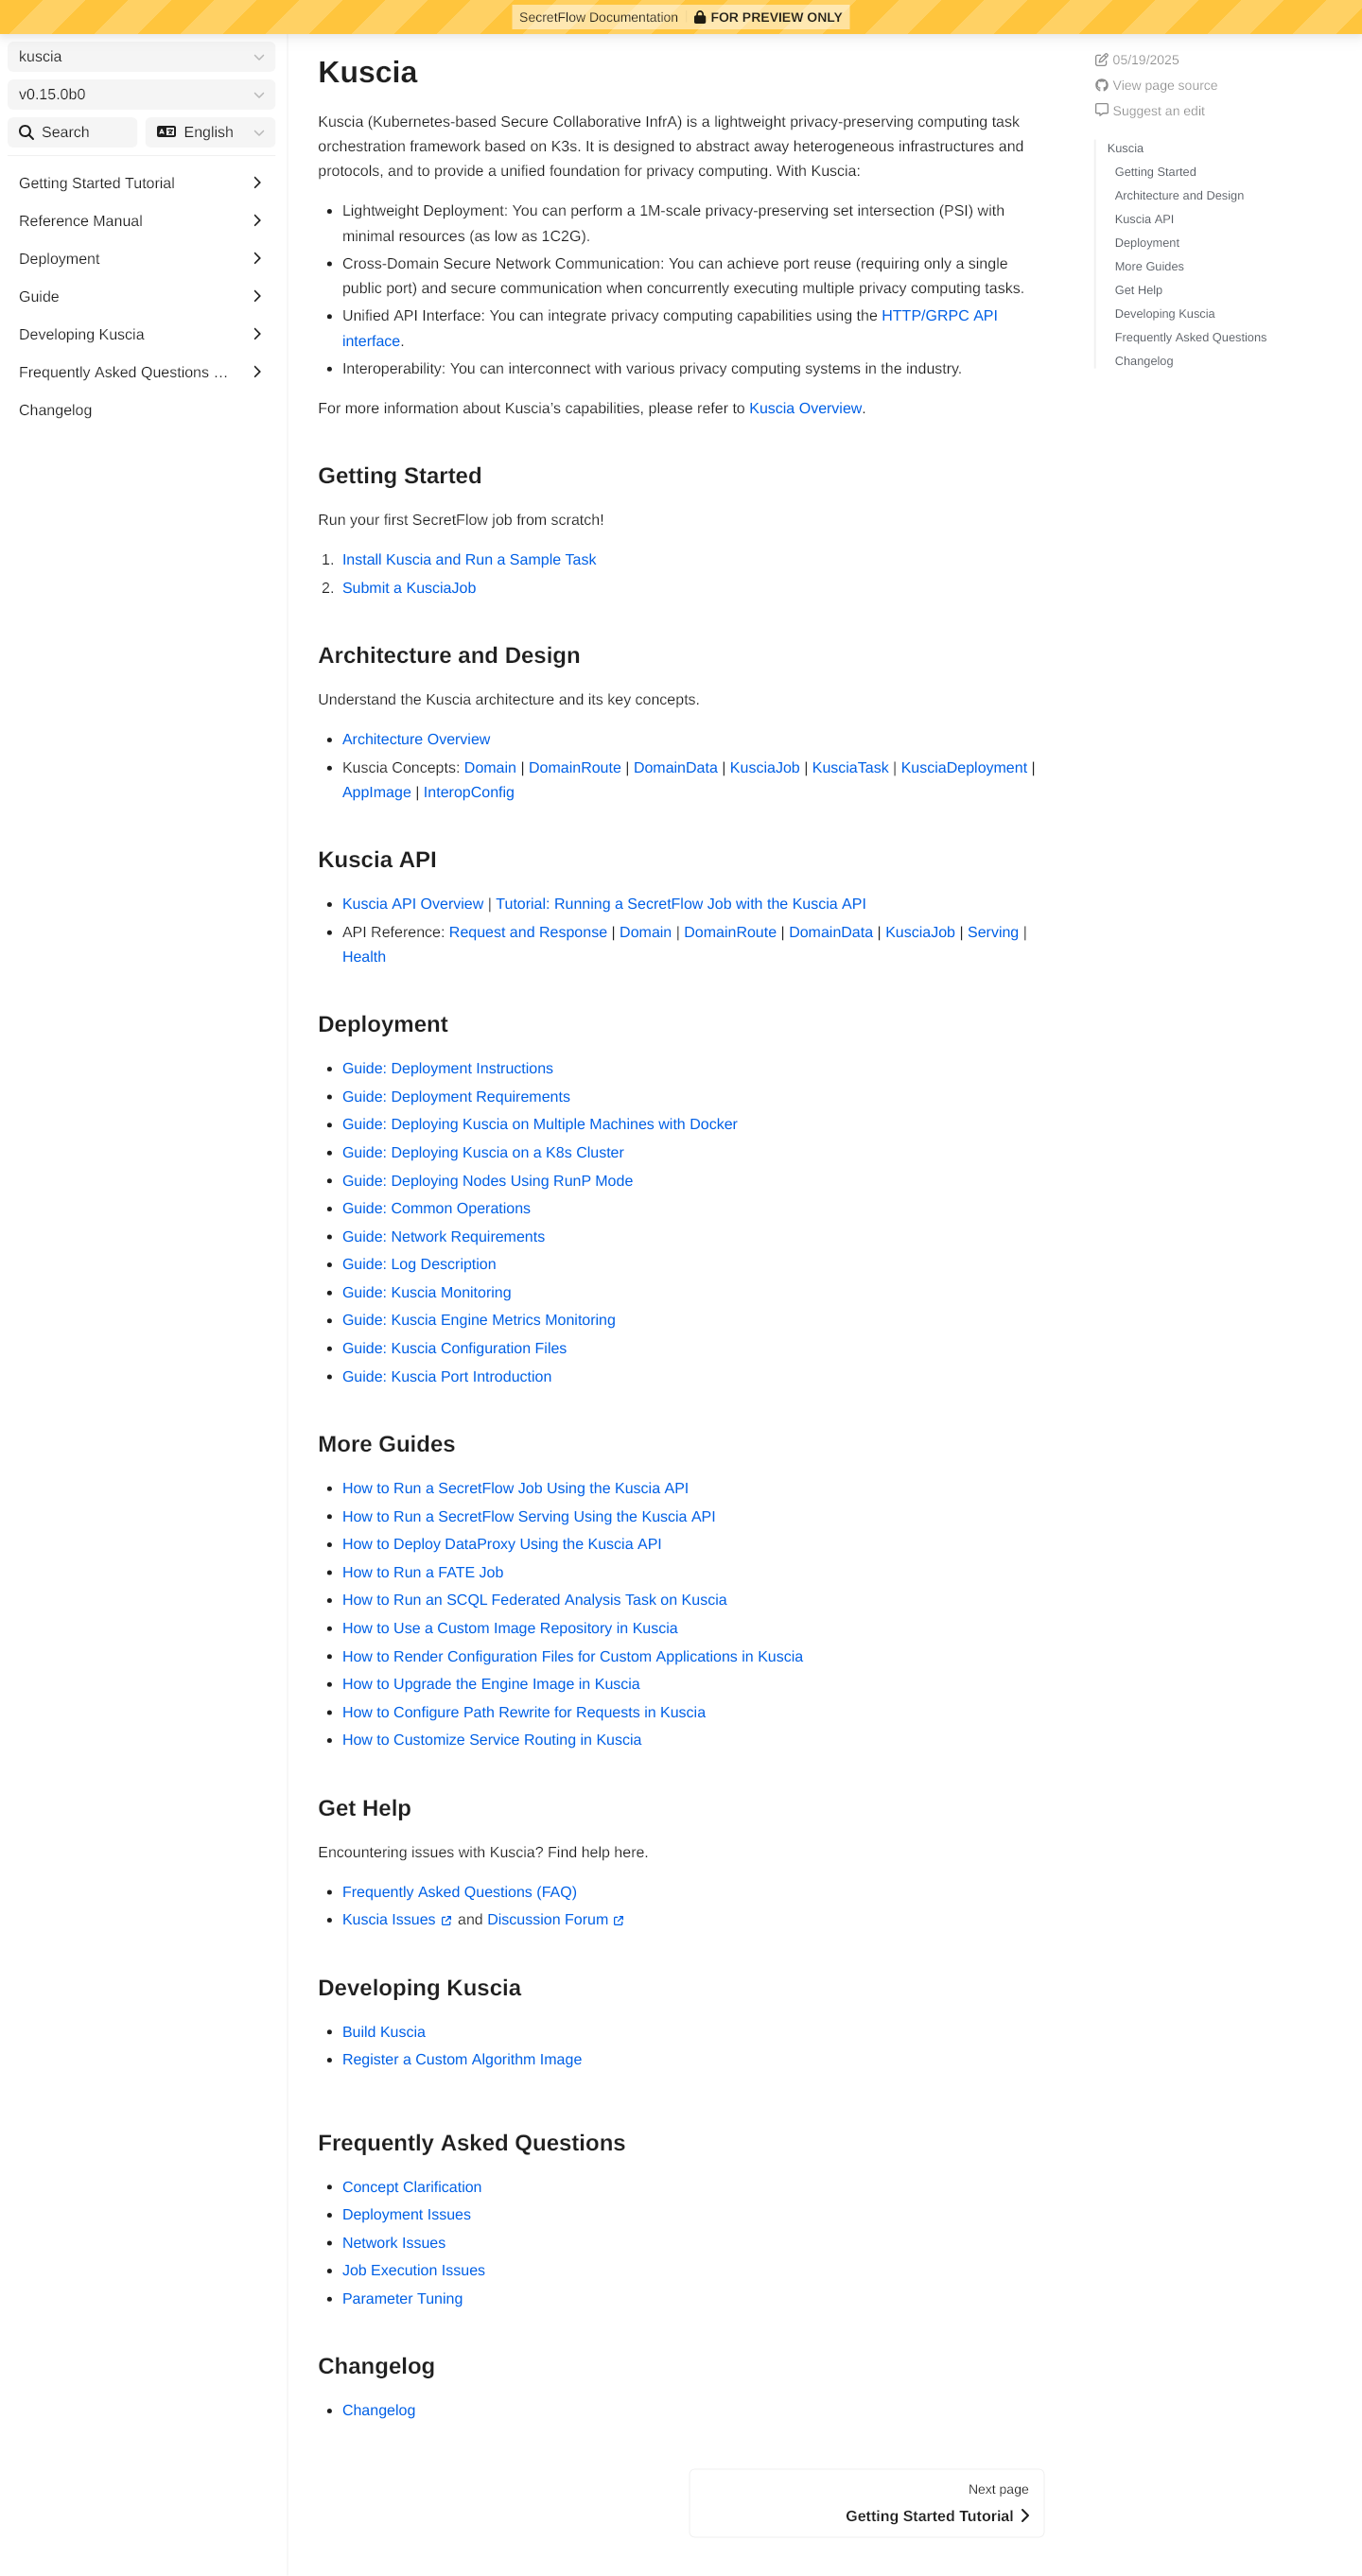 SecretFlow Documentation FOR PREVIEW ONLY
kuscia
v0.15.0b0
Search English
Getting Started Tutorial
Reference Manual
Deployment
Guide
Developing Kuscia
Frequently Asked Questions …
Changelog
Kuscia
Kuscia (Kubernetes-based Secure Collaborative InfrA) is a lightweight privacy-preserving computing task
orchestration framework based on K3s. It is designed to abstract away heterogeneous infrastructures and
protocols, and to provide a unified foundation for privacy computing. With Kuscia:
Lightweight Deployment: You can perform a 1M-scale privacy-preserving set intersection (PSI) with
minimal resources (as low as 1C2G).
Cross-Domain Secure Network Communication: You can achieve port reuse (requiring only a single
public port) and secure communication when concurrently executing multiple privacy computing tasks.
Unified API Interface: You can integrate privacy computing capabilities using the HTTP/GRPC API
interface.
Interoperability: You can interconnect with various privacy computing systems in the industry.
For more information about Kuscia’s capabilities, please refer to Kuscia Overview.
Getting Started
Run your first SecretFlow job from scratch!
1. Install Kuscia and Run a Sample Task
2. Submit a KusciaJob
Architecture and Design
Understand the Kuscia architecture and its key concepts.
Architecture Overview
Kuscia Concepts: Domain | DomainRoute | DomainData | KusciaJob | KusciaTask | KusciaDeployment |
AppImage | InteropConfig
Kuscia API
Kuscia API Overview | Tutorial: Running a SecretFlow Job with the Kuscia API
API Reference: Request and Response | Domain | DomainRoute | DomainData | KusciaJob | Serving |
Health
Deployment
Guide: Deployment Instructions
Guide: Deployment Requirements
Guide: Deploying Kuscia on Multiple Machines with Docker
Guide: Deploying Kuscia on a K8s Cluster
Guide: Deploying Nodes Using RunP Mode
Guide: Common Operations
Guide: Network Requirements
Guide: Log Description
Guide: Kuscia Monitoring
Guide: Kuscia Engine Metrics Monitoring
Guide: Kuscia Configuration Files
Guide: Kuscia Port Introduction
More Guides
How to Run a SecretFlow Job Using the Kuscia API
How to Run a SecretFlow Serving Using the Kuscia API
How to Deploy DataProxy Using the Kuscia API
How to Run a FATE Job
How to Run an SCQL Federated Analysis Task on Kuscia
How to Use a Custom Image Repository in Kuscia
How to Render Configuration Files for Custom Applications in Kuscia
How to Upgrade the Engine Image in Kuscia
How to Configure Path Rewrite for Requests in Kuscia
How to Customize Service Routing in Kuscia
Get Help
Encountering issues with Kuscia? Find help here.
Frequently Asked Questions (FAQ)
Kuscia Issues and Discussion Forum
Developing Kuscia
Build Kuscia
Register a Custom Algorithm Image
Frequently Asked Questions
Concept Clarification
Deployment Issues
Network Issues
Job Execution Issues
Parameter Tuning
Changelog
Changelog
Next page
Getting Started Tutorial
05/19/2025
View page source
Suggest an edit
Kuscia
Getting Started
Architecture and Design
Kuscia API
Deployment
More Guides
Get Help
Developing Kuscia
Frequently Asked Questions
Changelog